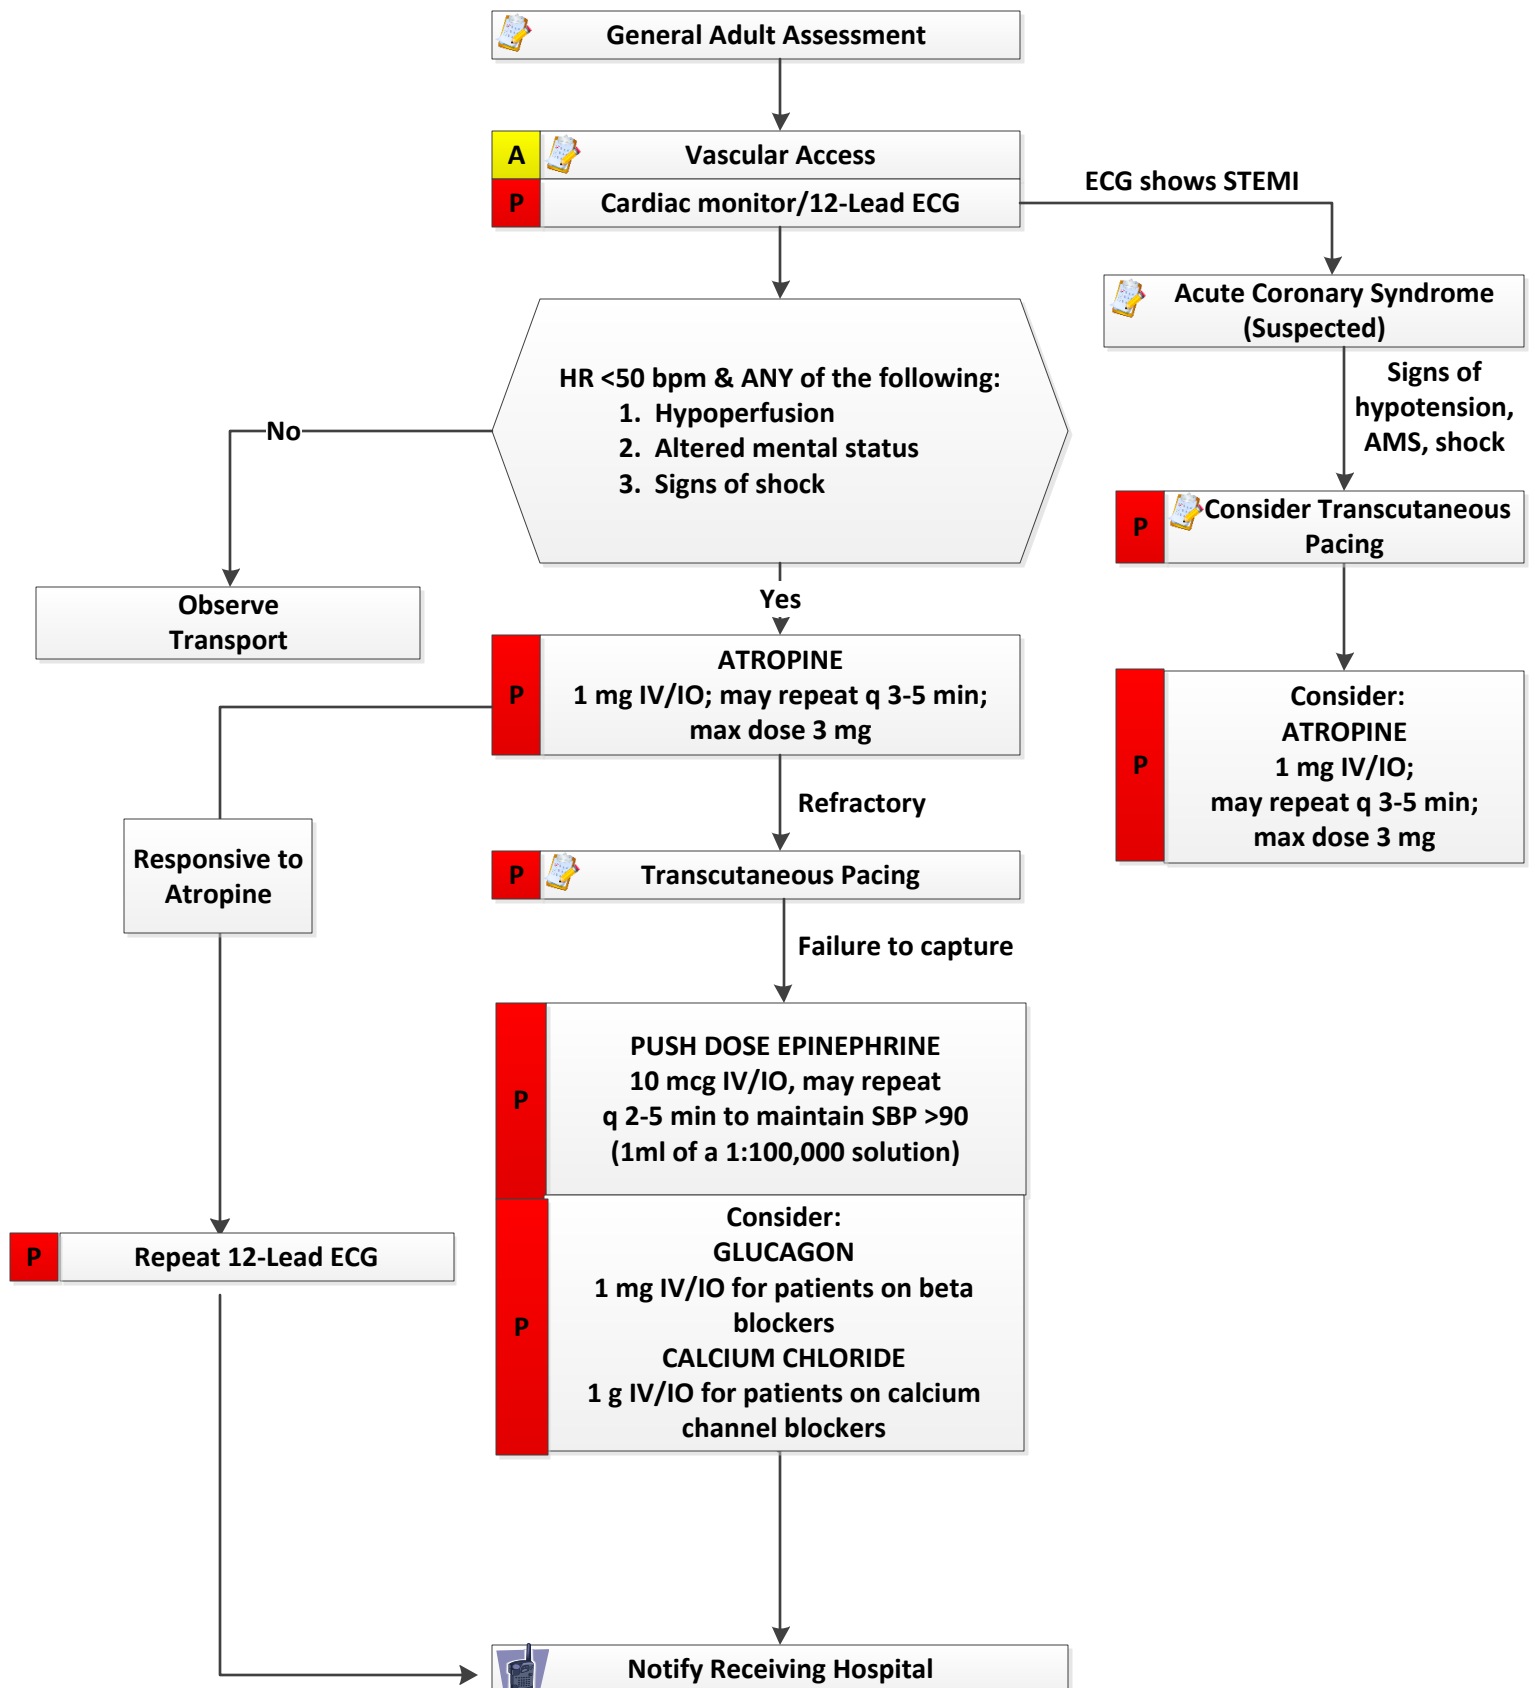 General Adult Assessment
A
Vascular Access
P
Cardiac monitor/12-Lead ECG
ECG shows STEMI
Acute Coronary Syndrome
(Suspected)
Signs of
hypotension,
AMS, shock
P
Consider Transcutaneous
Pacing
P
Consider:
ATROPINE
1 mg IV/IO;
may repeat q 3-5 min;
max dose 3 mg
HR <50 bpm & ANY of the following:
1. Hypoperfusion
2. Altered mental status
3. Signs of shock
No
Observe
Transport
Yes
P
ATROPINE
1 mg IV/IO; may repeat q 3-5 min;
max dose 3 mg
Responsive to
Atropine
Refractory
P
Transcutaneous Pacing
Failure to capture
P
PUSH DOSE EPINEPHRINE
10 mcg IV/IO, may repeat
q 2-5 min to maintain SBP >90
(1ml of a 1:100,000 solution)
P
Consider:
GLUCAGON
1 mg IV/IO for patients on beta
blockers
CALCIUM CHLORIDE
1 g IV/IO for patients on calcium
channel blockers
P
Repeat 12-Lead ECG
Notify Receiving Hospital